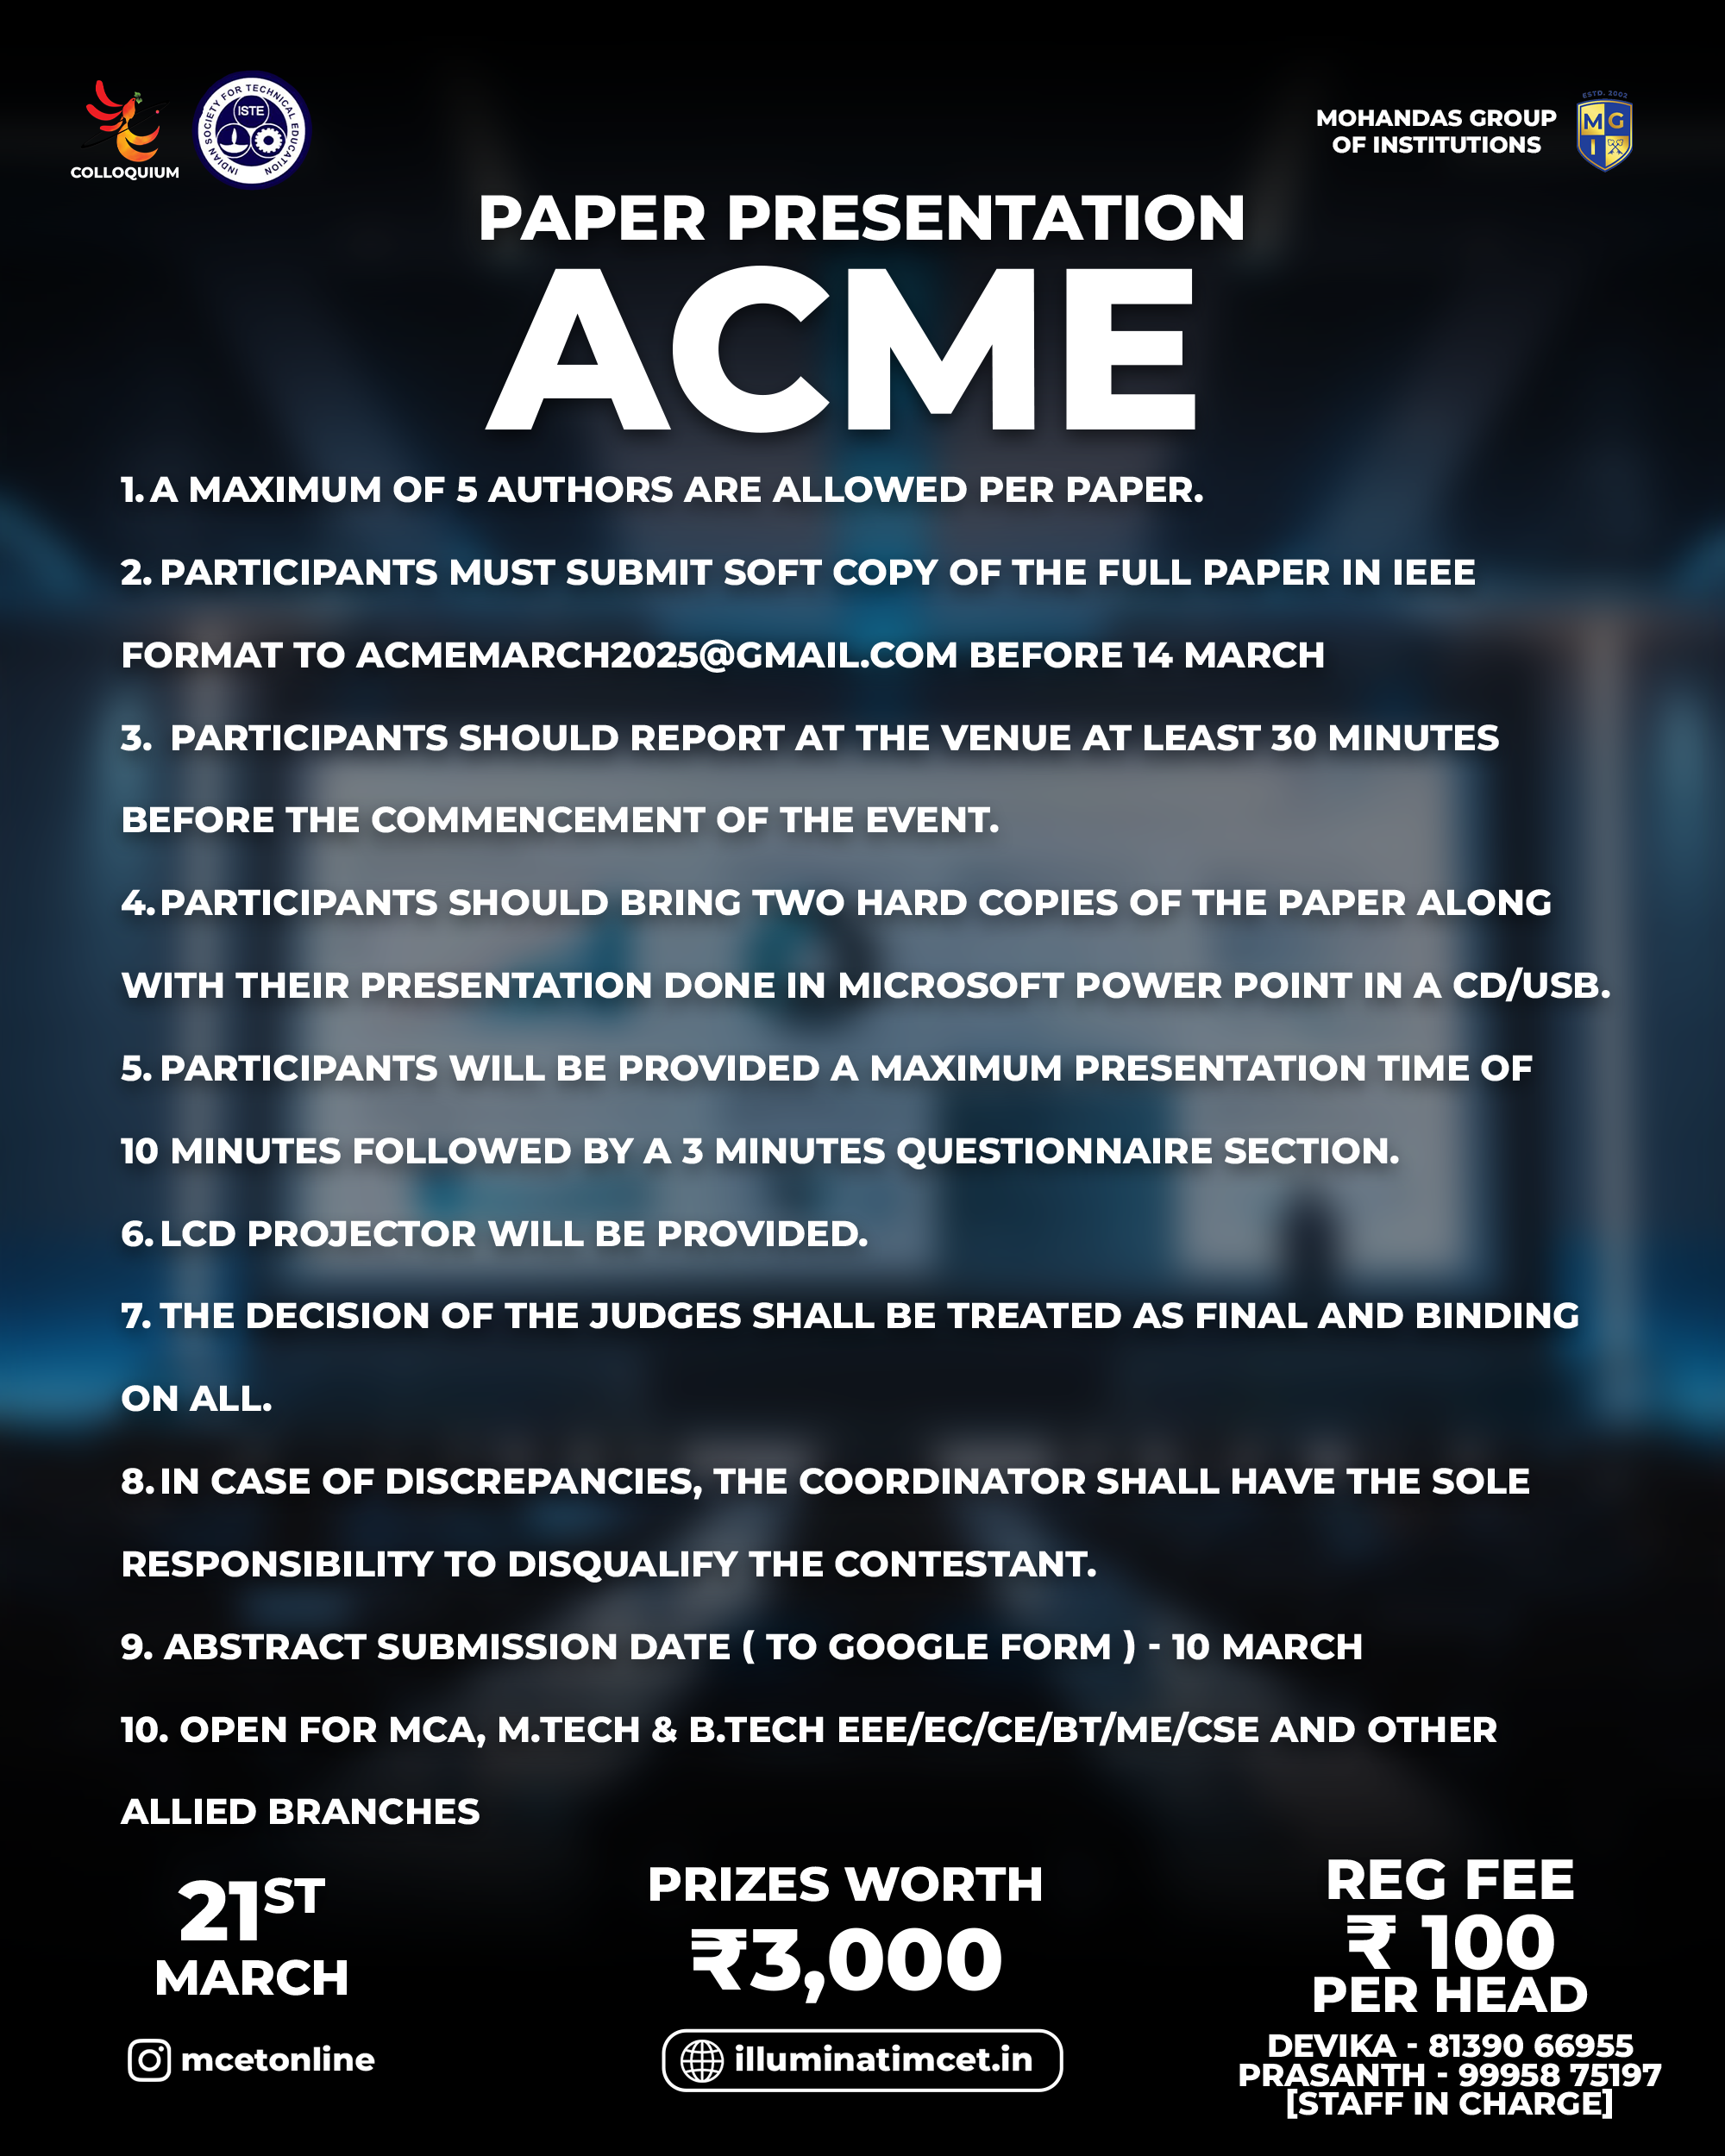 COLLOQUIUM
INDIAN SOCIETY FOR TECHNICAL EDUCATION
ISTE
MOHANDAS GROUP
OF INSTITUTIONS
ESTD. 2002
M G
I
PAPER PRESENTATION
ACME
1. A MAXIMUM OF 5 AUTHORS ARE ALLOWED PER PAPER.
2. PARTICIPANTS MUST SUBMIT SOFT COPY OF THE FULL PAPER IN IEEE
FORMAT TO ACMEMARCH2025@GMAIL.COM BEFORE 14 MARCH
3. PARTICIPANTS SHOULD REPORT AT THE VENUE AT LEAST 30 MINUTES
BEFORE THE COMMENCEMENT OF THE EVENT.
4. PARTICIPANTS SHOULD BRING TWO HARD COPIES OF THE PAPER ALONG
WITH THEIR PRESENTATION DONE IN MICROSOFT POWER POINT IN A CD/USB.
5. PARTICIPANTS WILL BE PROVIDED A MAXIMUM PRESENTATION TIME OF
10 MINUTES FOLLOWED BY A 3 MINUTES QUESTIONNAIRE SECTION.
6. LCD PROJECTOR WILL BE PROVIDED.
7. THE DECISION OF THE JUDGES SHALL BE TREATED AS FINAL AND BINDING
ON ALL.
8. IN CASE OF DISCREPANCIES, THE COORDINATOR SHALL HAVE THE SOLE
RESPONSIBILITY TO DISQUALIFY THE CONTESTANT.
9. ABSTRACT SUBMISSION DATE ( TO GOOGLE FORM ) - 10 MARCH
10. OPEN FOR MCA, M.TECH & B.TECH EEE/EC/CE/BT/ME/CSE AND OTHER
ALLIED BRANCHES
21ST
MARCH
mcetonline
PRIZES WORTH
₹3,000
illuminatimcet.in
REG FEE
₹ 100
PER HEAD
DEVIKA - 81390 66955
PRASANTH - 99958 75197
[STAFF IN CHARGE]